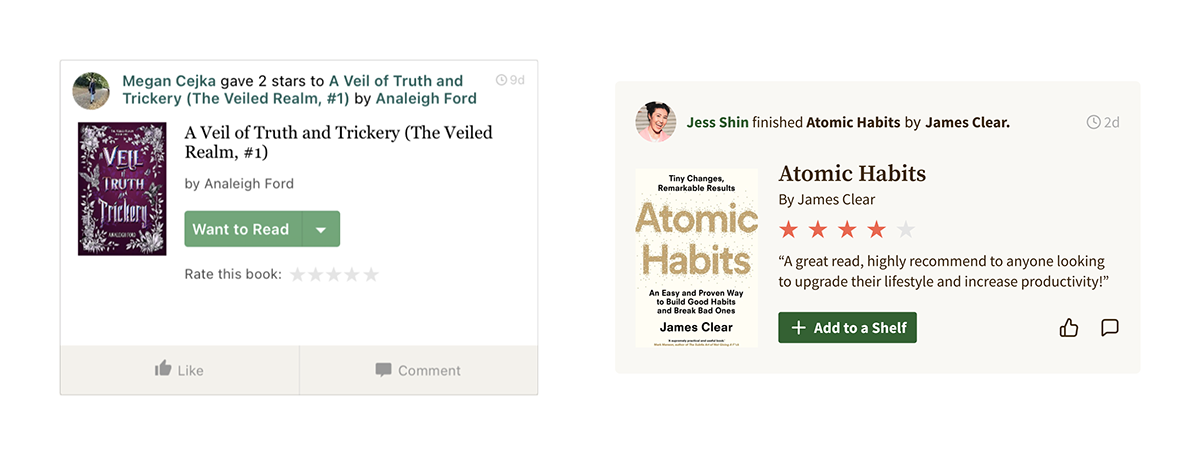 Megan Cejka gave 2 stars to A Veil of Truth and
Trickery (The Veiled Realm, #1) by Analeigh Ford
9d
VEIL
of
TRUTH
and
Trickery
ANALEIGH FORD
A Veil of Truth and Trickery (The Veiled
Realm, #1)
by Analeigh Ford
Want to Read
Rate this book:
Like
Comment
Jess Shin finished Atomic Habits by James Clear.
2d
Tiny Changes,
Remarkable Results
Atomic
Habits
An Easy and Proven Way
to Build Good Habits
and Break Bad Ones
James Clear
Atomic Habits
By James Clear
“A great read, highly recommend to anyone looking
to upgrade their lifestyle and increase productivity!”
Add to a Shelf